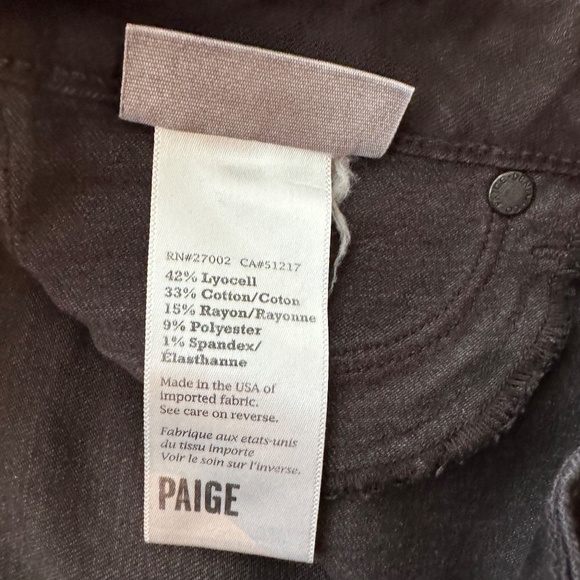 RN#27002 CA#51217
42% Lyocell
33% Cotton/Coton
15% Rayon/Rayonne
9% Polyester
1% Spandex/
Élasthanne
Made in the USA of
imported fabric.
See care on reverse.
Fabrique aux etats-unis
du tissu importe
Voir le soin sur l'inverse.
PAIGE